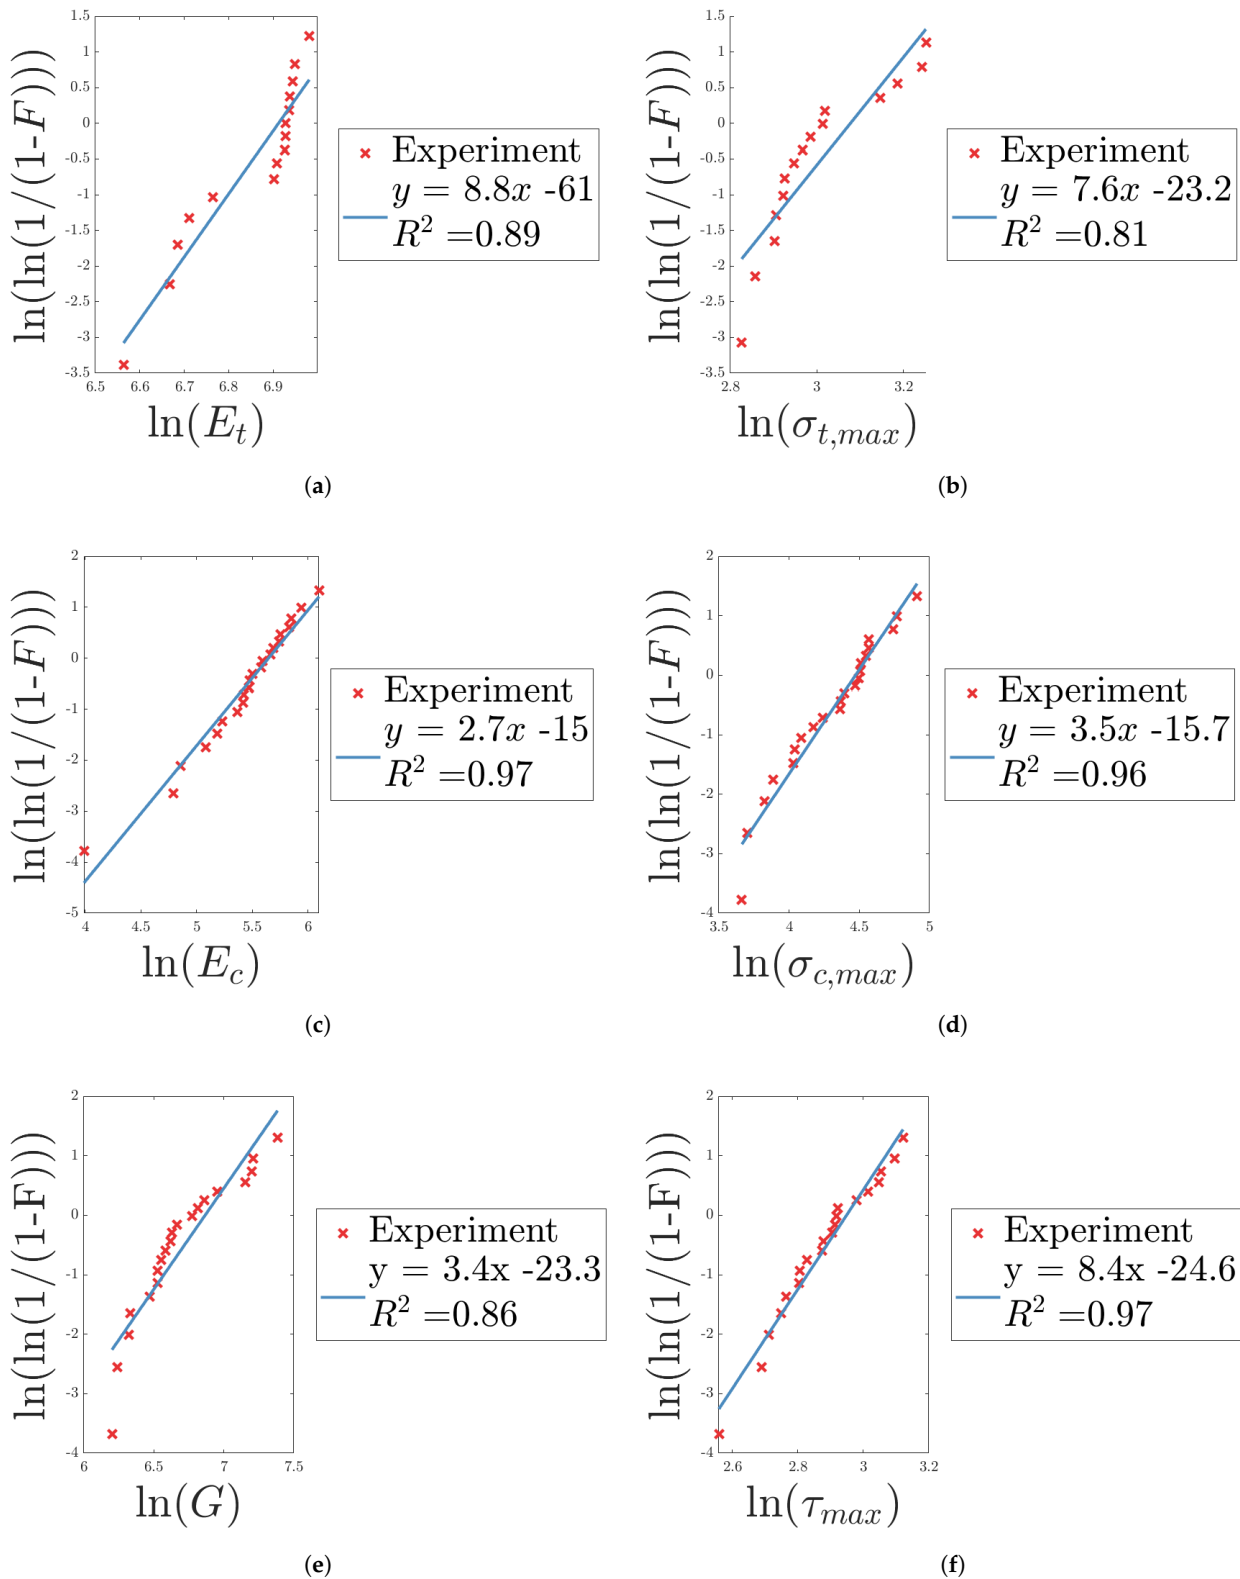 1.5
1
0.5
0
-0.5
-1
-1.5
-2
-2.5
-3
-3.5
6.5 6.6 6.7 6.8 6.9
ln(ln(1/(1-F)))
ln(E_t)
Experiment
y = 8.8x -61
R² =0.89
(a)
1.5
1
0.5
0
-0.5
-1
-1.5
-2
-2.5
-3
-3.5
2.8 3 3.2
ln(ln(1/(1-F)))
ln(σ_{t,max})
Experiment
y = 7.6x -23.2
R² =0.81
(b)
2
1
0
-1
-2
-3
-4
-5
4 4.5 5 5.5 6
ln(ln(1/(1-F)))
ln(E_c)
Experiment
y = 2.7x -15
R² =0.97
(c)
2
1
0
-1
-2
-3
-4
3.5 4 4.5 5
ln(ln(1/(1-F)))
ln(σ_{c,max})
Experiment
y = 3.5x -15.7
R² =0.96
(d)
2
1
0
-1
-2
-3
-4
6 6.5 7 7.5
ln(ln(1/(1-F)))
ln(G)
Experiment
y = 3.4x -23.3
R² =0.86
(e)
2
1
0
-1
-2
-3
-4
2.6 2.8 3 3.2
ln(ln(1/(1-F)))
ln(τ_{max})
Experiment
y = 8.4x -24.6
R² =0.97
(f)